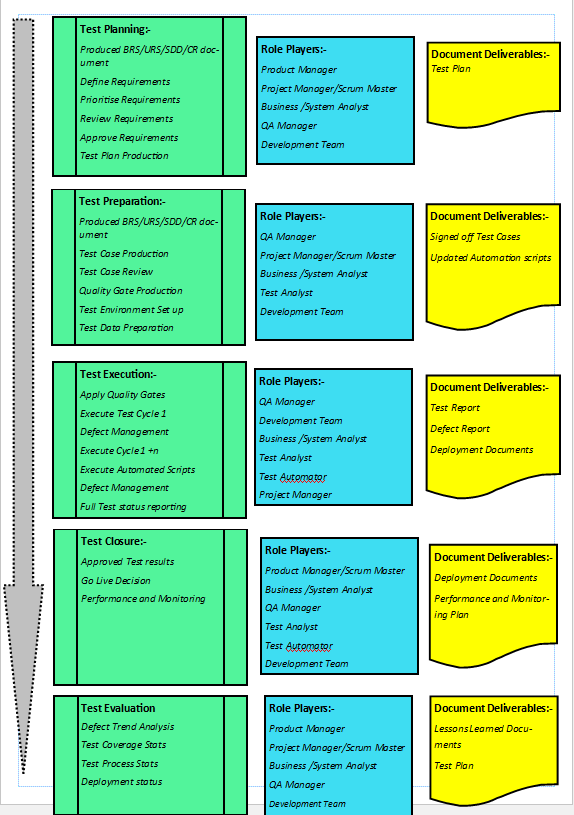 Test Planning:-
Produced BRS/URS/SDD/CR doc-
ument
Define Requirements
Prioritise Requirements
Review Requirements
Approve Requirements
Test Plan Production
Role Players:-
Product Manager
Project Manager/Scrum Master
Business /System Analyst
QA Manager
Development Team
Document Deliverables:-
Test Plan
Test Preparation:-
Produced BRS/URS/SDD/CR doc-
ument
Test Case Production
Test Case Review
Quality Gate Production
Test Environment Set up
Test Data Preparation
Role Players:-
QA Manager
Project Manager/Scrum Master
Business /System Analyst
Test Analyst
Development Team
Document Deliverables:-
Signed off Test Cases
Updated Automation scripts
Test Execution:-
Apply Quality Gates
Execute Test Cycle 1
Defect Management
Execute Cycle 1 +n
Execute Automated Scripts
Defect Management
Full Test status reporting
Role Players:-
QA Manager
Development Team
Business /System Analyst
Test Analyst
Test Automator
Project Manager
Document Deliverables:-
Test Report
Defect Report
Deployment Documents
Test Closure:-
Approved Test results
Go Live Decision
Performance and Monitoring
Role Players:-
Product Manager/Scrum Master
Business /System Analyst
QA Manager
Test Analyst
Test Automator
Development Team
Document Deliverables:-
Deployment Documents
Performance and Monitor-
ing Plan
Test Evaluation
Defect Trend Analysis
Test Coverage Stats
Test Process Stats
Deployment status
Role Players:-
Product Manager
Project Manager/Scrum Master
Business /System Analyst
QA Manager
Development Team
Document Deliverables:-
Lessons Learned Docu-
ments
Test Plan